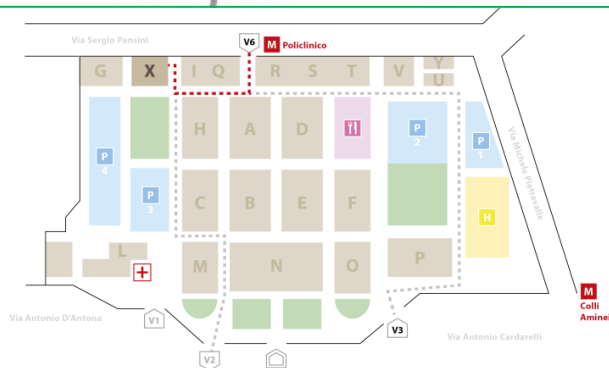 Via Sergio Pansini
V6
M Policlinico
G
X
I Q
R S T
V
Y
U
H
A
D
P
2
P
1
P
4
P
3
C
B
E
F
H
Via Michele Pietravalle
L
M
N
O
P
M
Colli
Aminei
Via Antonio D'Antona
V1
V2
V3
Via Antonio Cardarelli